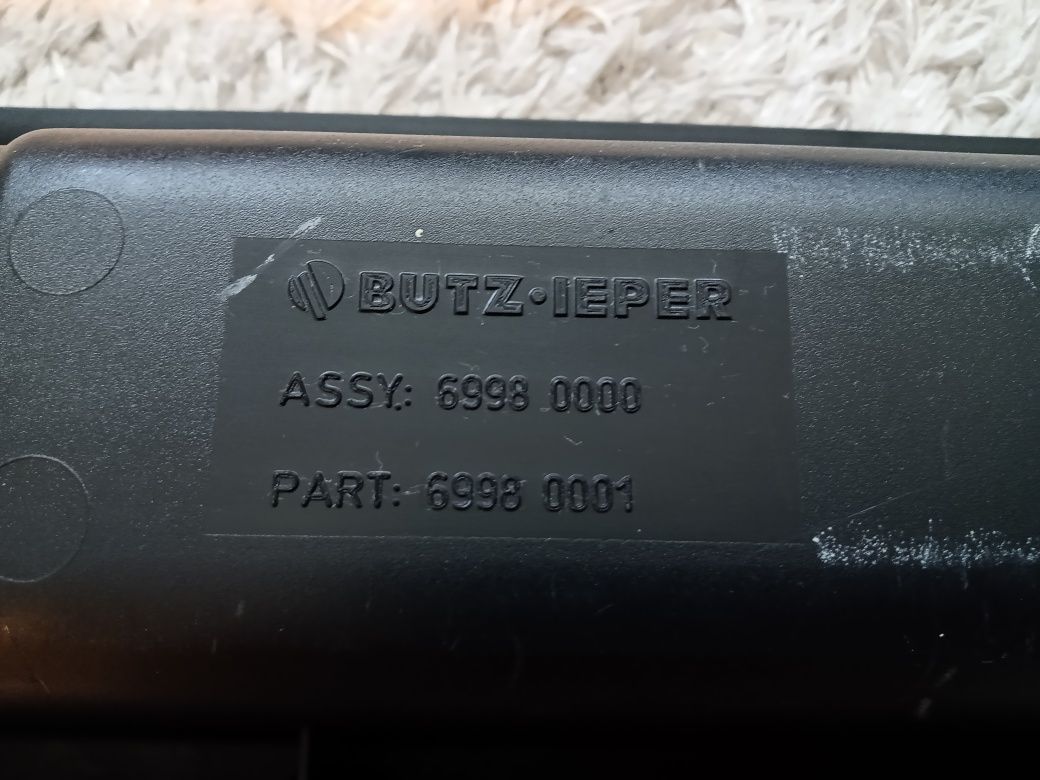 BUTZ•IEPER
ASSY.: 6998 0000
PART: 6998 0001